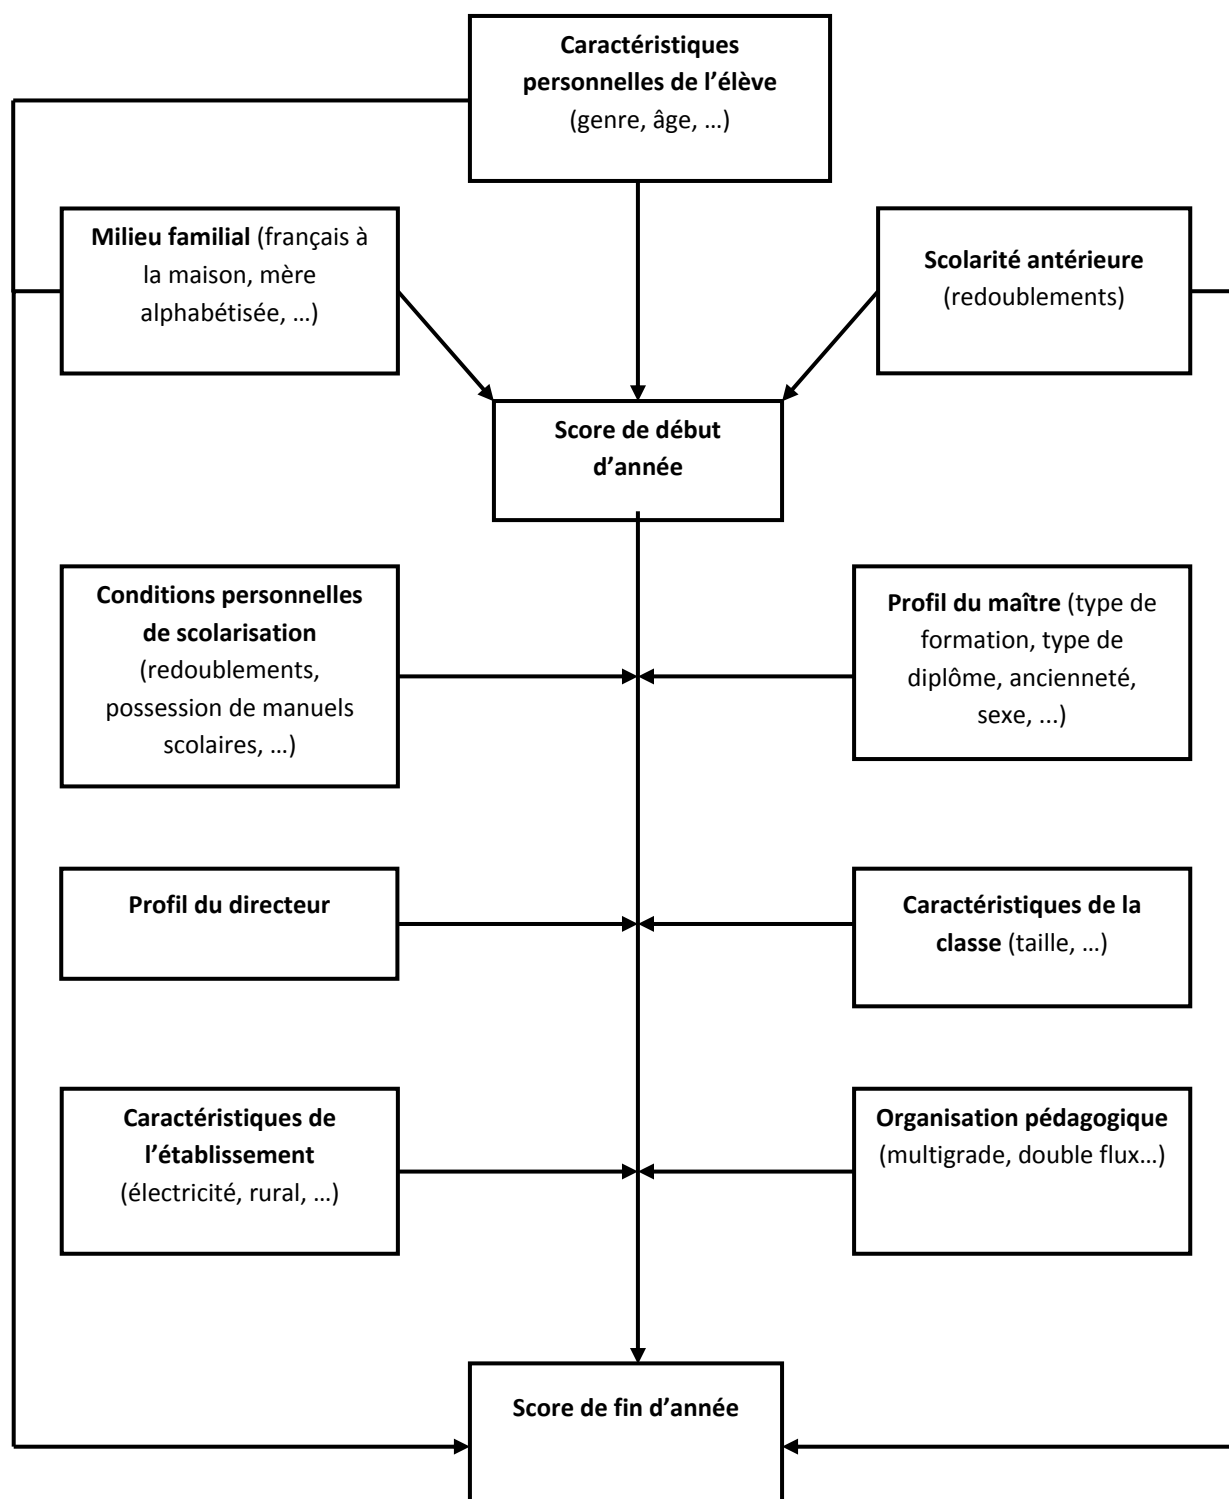 Caractéristiques
personnelles de l’élève
(genre, âge, …)
Milieu familial (français à
la maison, mère
alphabétisée, …)
Scolarité antérieure
(redoublements)
Score de début
d’année
Conditions personnelles
de scolarisation
(redoublements,
possession de manuels
scolaires, …)
Profil du maître (type de
formation, type de
diplôme, ancienneté,
sexe, ...)
Profil du directeur
Caractéristiques de la
classe (taille, …)
Caractéristiques de
l’établissement
(électricité, rural, …)
Organisation pédagogique
(multigrade, double flux…)
Score de fin d’année